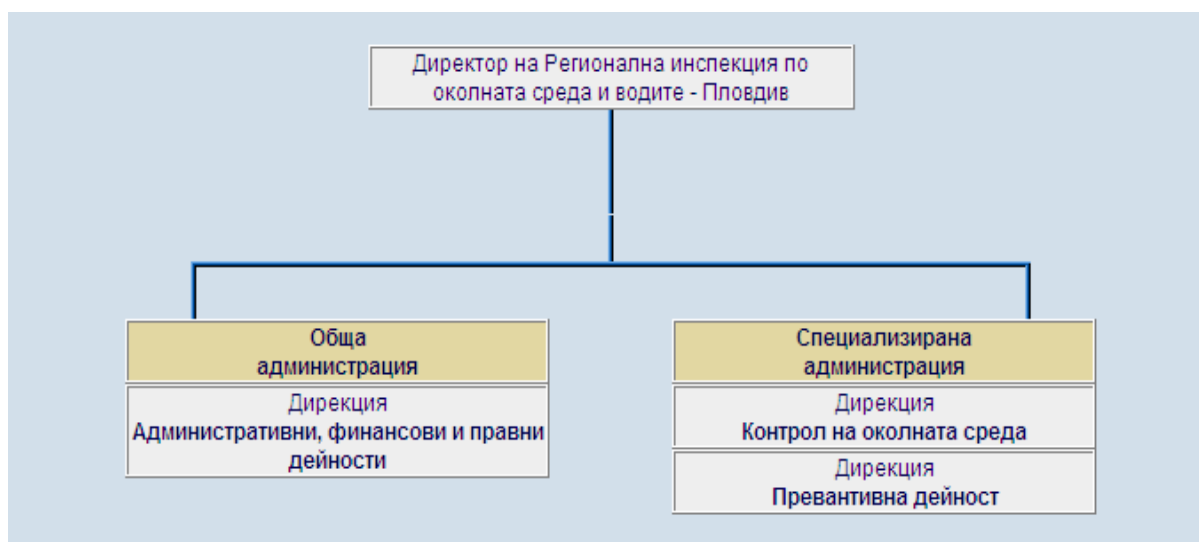 Директор на Регионална инспекция по
околната среда и водите - Пловдив
Обща
администрация
Дирекция
Административни, финансови и правни
дейности
Специализирана
администрация
Дирекция
Контрол на околната среда
Дирекция
Превантивна дейност